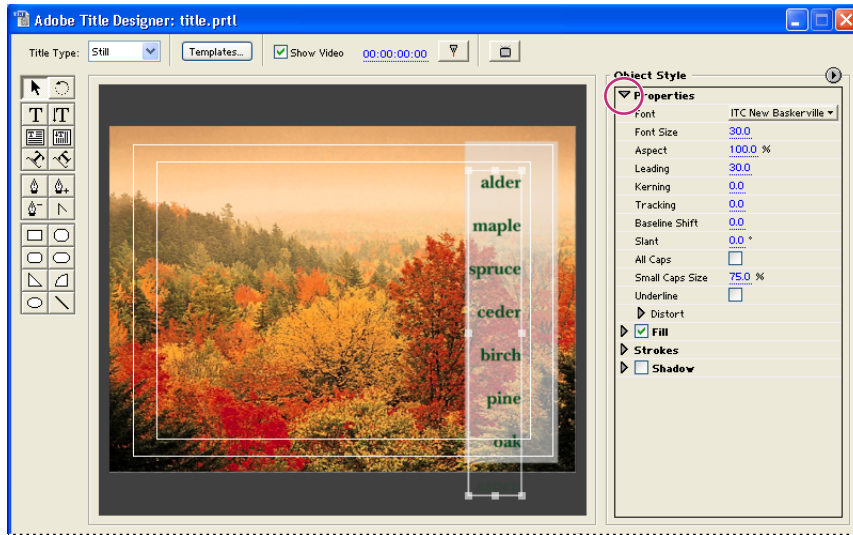 Adobe Title Designer: title.prtl
Title Type: Still Templates... Show Video 00:00:00:00
Object Style
Properties
Font ITC New Baskerville
Font Size 30.0
Aspect 100.0 %
Leading 30.0
Kerning 0.0
Tracking 0.0
Baseline Shift 0.0
Slant 0.0 °
All Caps
Small Caps Size 75.0 %
Underline
Distort
Fill
Strokes
Shadow
T IT
alder
maple
spruce
ceder
birch
pine
oak